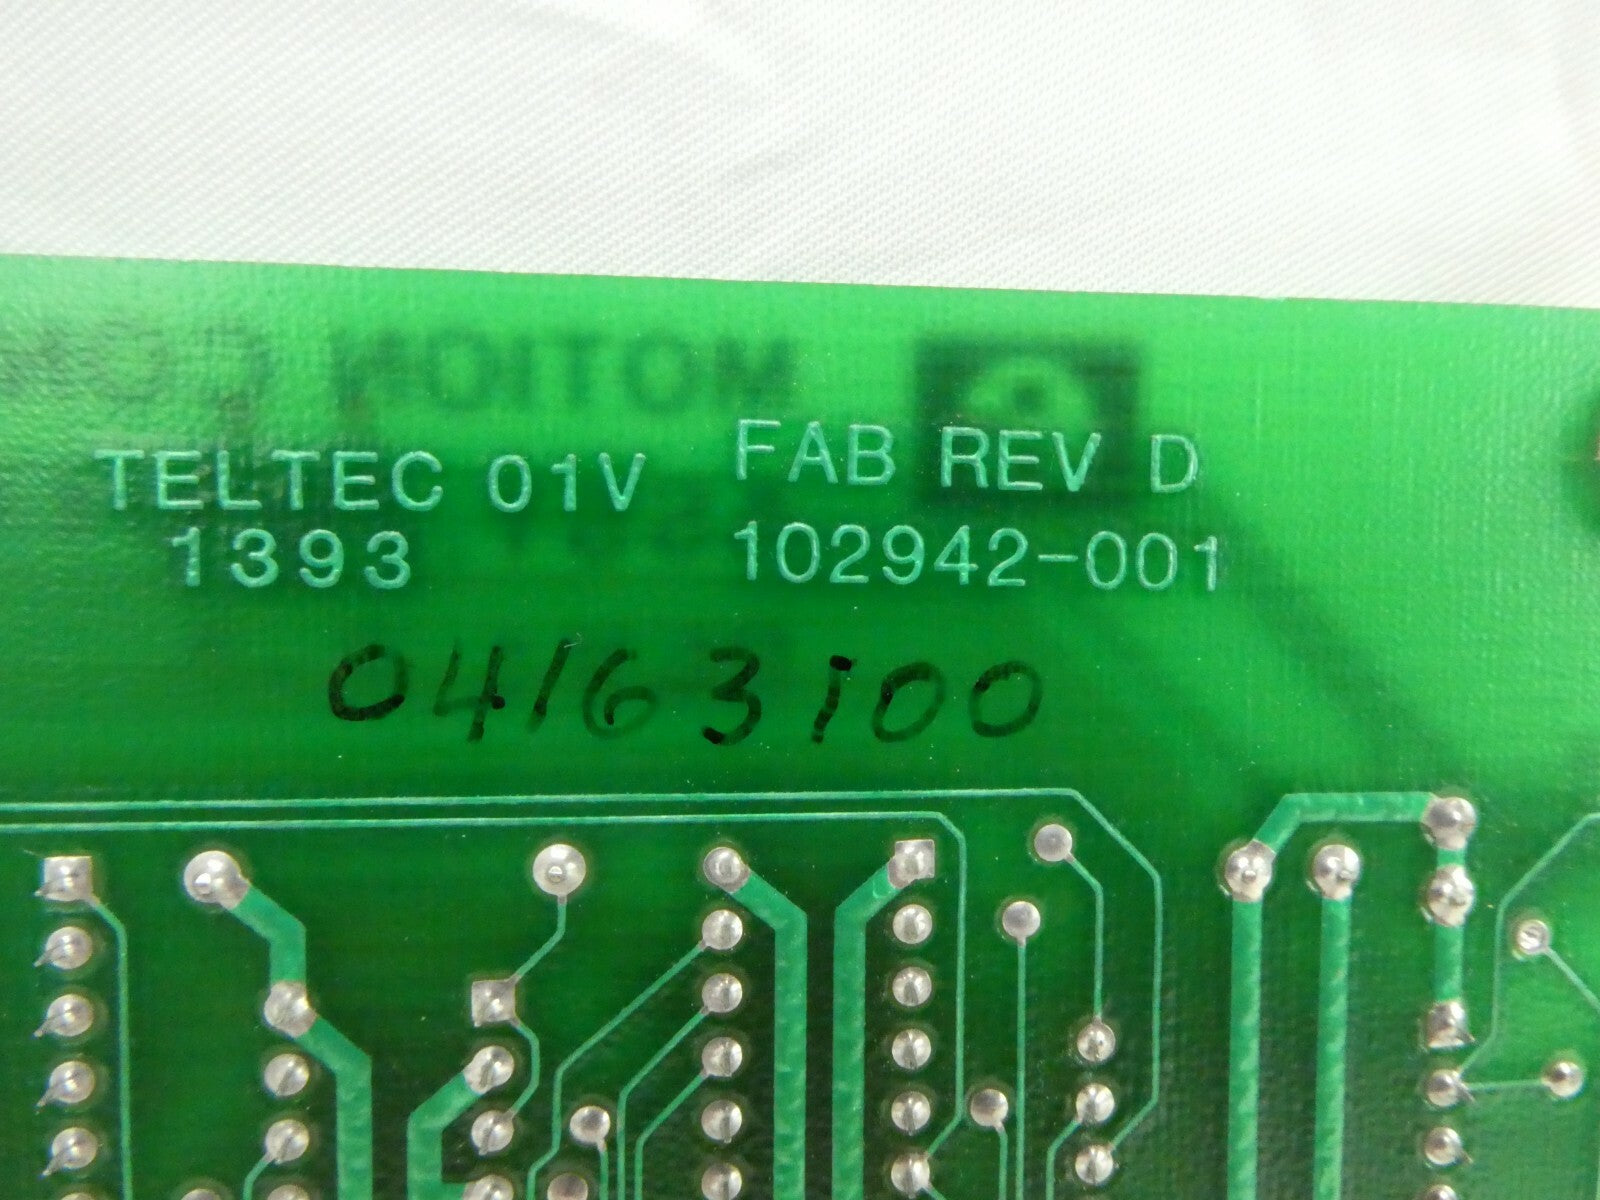 TELTEC 01V FAB REV D
1393 102942-001
04163100